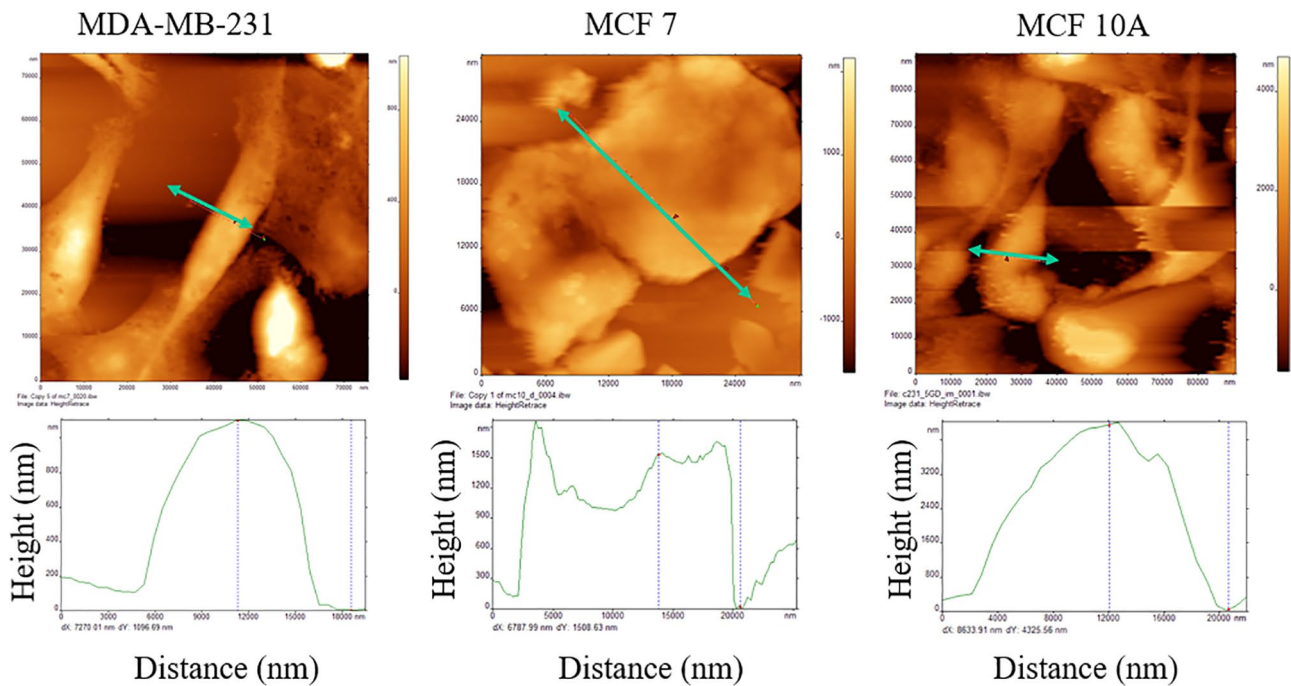 MDA-MB-231
MCF 7
MCF 10A
nm
70000
60000
50000
40000
30000
20000
10000
0
0 10000 20000 30000 40000 50000 60000 70000 nm
nm
800
400
0
File: Copy 5 of mc7_0020.ibw
Image data: HeightRetrace
nm
24000
18000
12000
6000
0
0 6000 12000 18000 24000 nm
nm
1000
0
-1000
File: Copy 1 of mc10_d_0004.ibw
Image data: HeightRetrace
nm
80000
70000
60000
50000
40000
30000
20000
10000
0
0 10000 20000 30000 40000 50000 60000 70000 80000 nm
nm
4000
2000
0
File: c231_5GD_im_0001.ibw
Image data: HeightRetrace
Height (nm)
nm
800
600
400
200
0
0 3000 6000 9000 12000 15000 18000 nm
dX: 7270.01 nm dY: 1096.69 nm
Distance (nm)
Height (nm)
nm
1500
1200
900
600
300
0
0 5000 10000 15000 20000 nm
dX: 6787.99 nm dY: 1508.63 nm
Distance (nm)
Height (nm)
nm
3200
2400
1600
800
0
0 4000 8000 12000 16000 20000 nm
dX: 8633.91 nm dY: 4325.56 nm
Distance (nm)